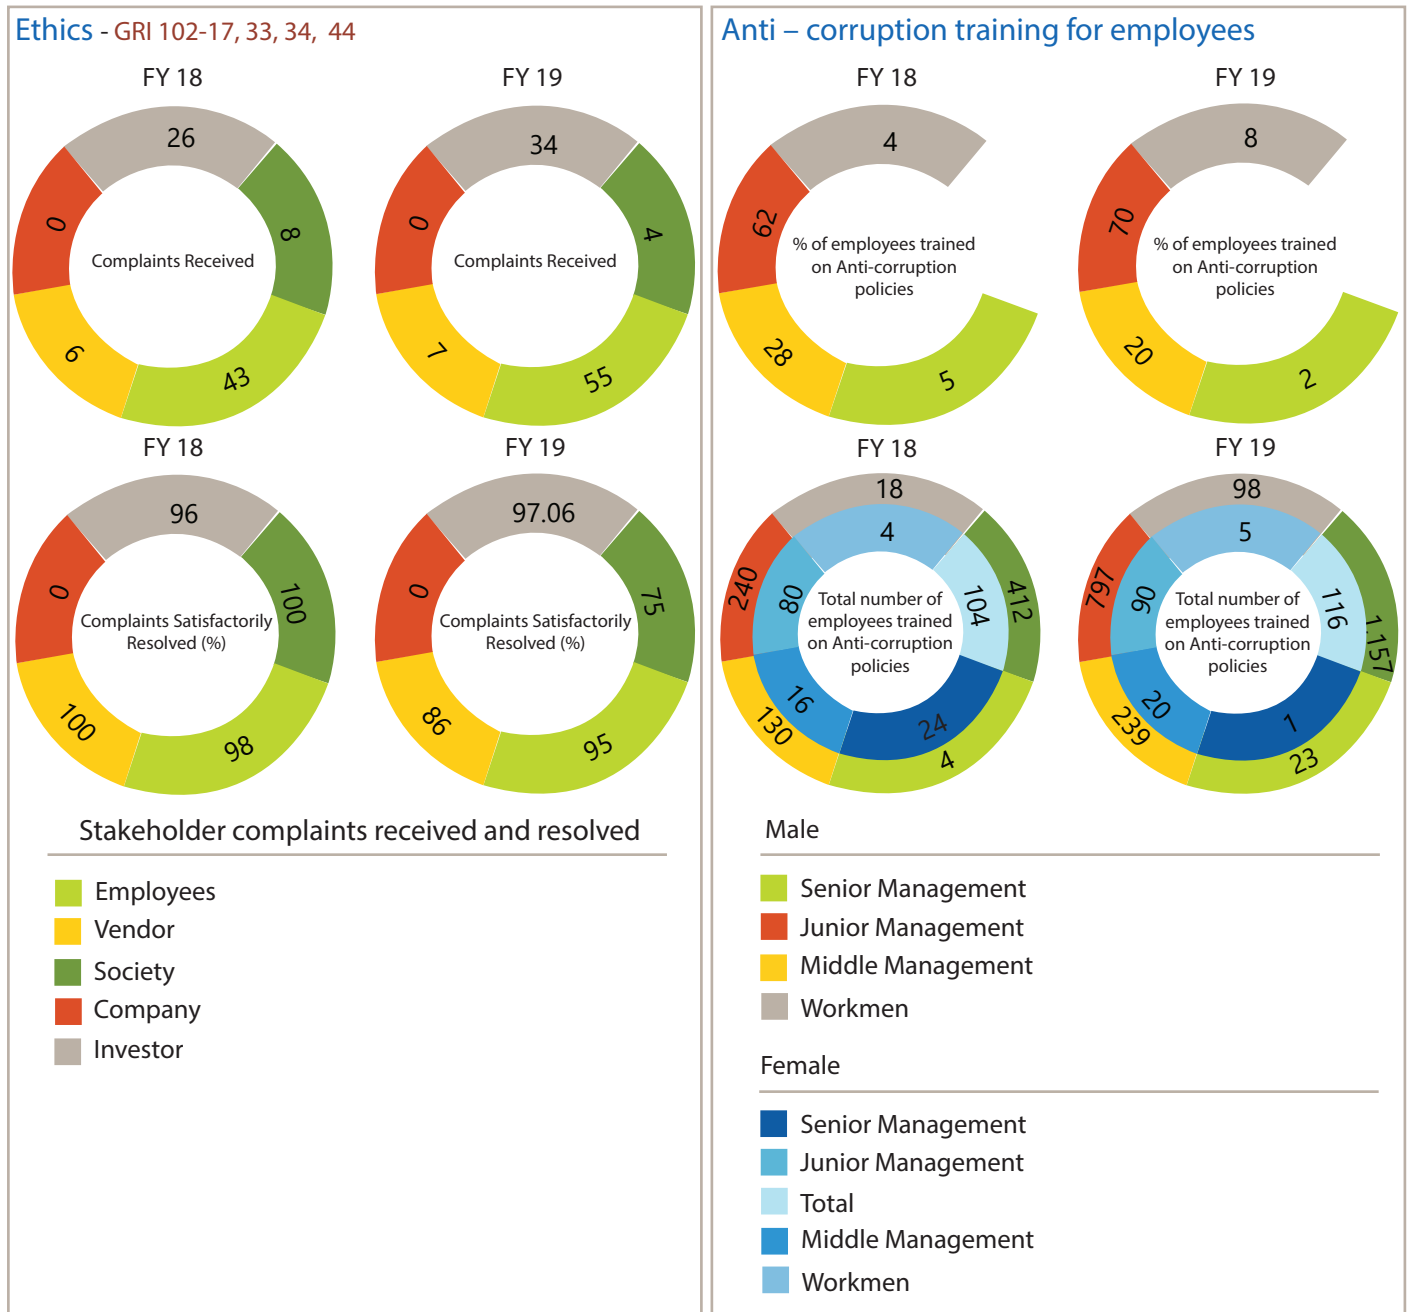 Ethics - GRI 102-17, 33, 34, 44
FY 18
FY 19
26
8
43
6
0
Complaints Received
34
4
55
7
0
Complaints Received
FY 18
FY 19
96
100
98
100
0
Complaints Satisfactorily
Resolved (%)
97.06
75
95
86
0
Complaints Satisfactorily
Resolved (%)
Stakeholder complaints received and resolved
Employees
Vendor
Society
Company
Investor
Anti – corruption training for employees
FY 18
FY 19
4
62
28
5
% of employees trained
on Anti-corruption
policies
8
70
20
2
% of employees trained
on Anti-corruption
policies
FY 18
FY 19
18
4
240
80
104
412
130
16
24
4
Total number of
employees trained
on Anti-corruption
policies
98
5
797
90
116
1,157
239
20
1
23
Total number of
employees trained
on Anti-corruption
policies
Male
Senior Management
Junior Management
Middle Management
Workmen
Female
Senior Management
Junior Management
Total
Middle Management
Workmen